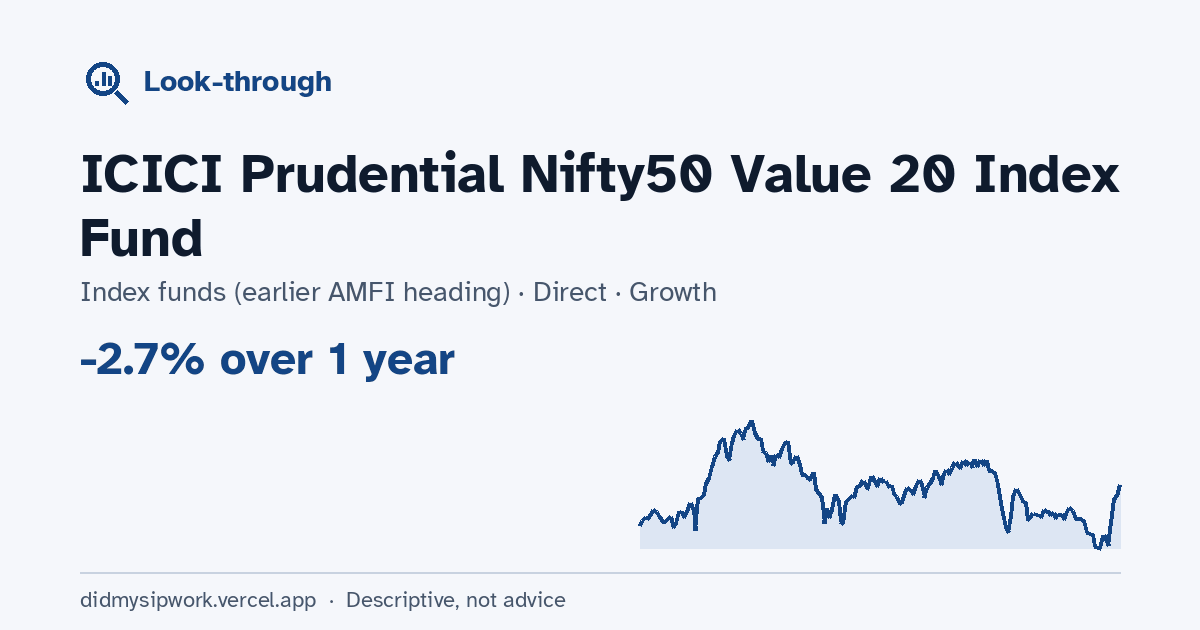 Look-through
ICICI Prudential Nifty50 Value 20 Index
Fund
Index funds (earlier AMFI heading) · Direct · Growth
-2.7% over 1 year
didmysipwork.vercel.app · Descriptive, not advice